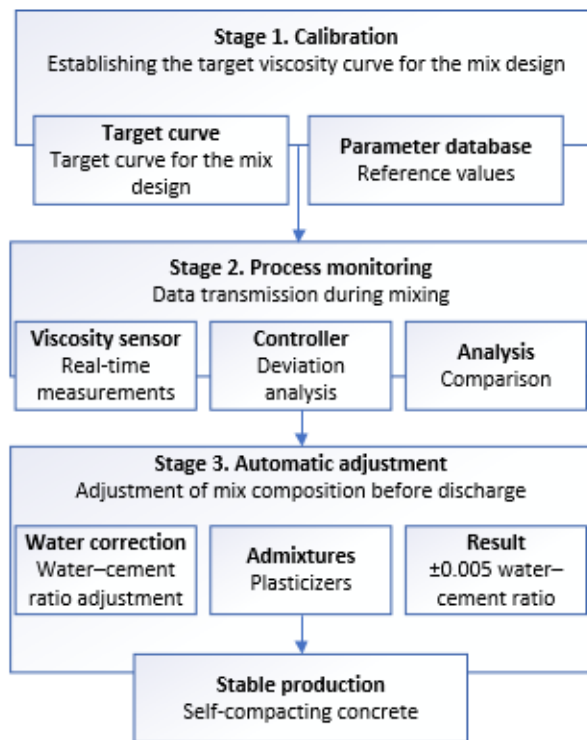 Stage 1. Calibration
Establishing the target viscosity curve for the mix design
Target curve
Target curve for the mix
design
Parameter database
Reference values
Stage 2. Process monitoring
Data transmission during mixing
Viscosity sensor
Real-time
measurements
Controller
Deviation
analysis
Analysis
Comparison
Stage 3. Automatic adjustment
Adjustment of mix composition before discharge
Water correction
Water–cement
ratio adjustment
Admixtures
Plasticizers
Result
±0.005 water–
cement ratio
Stable production
Self-compacting concrete